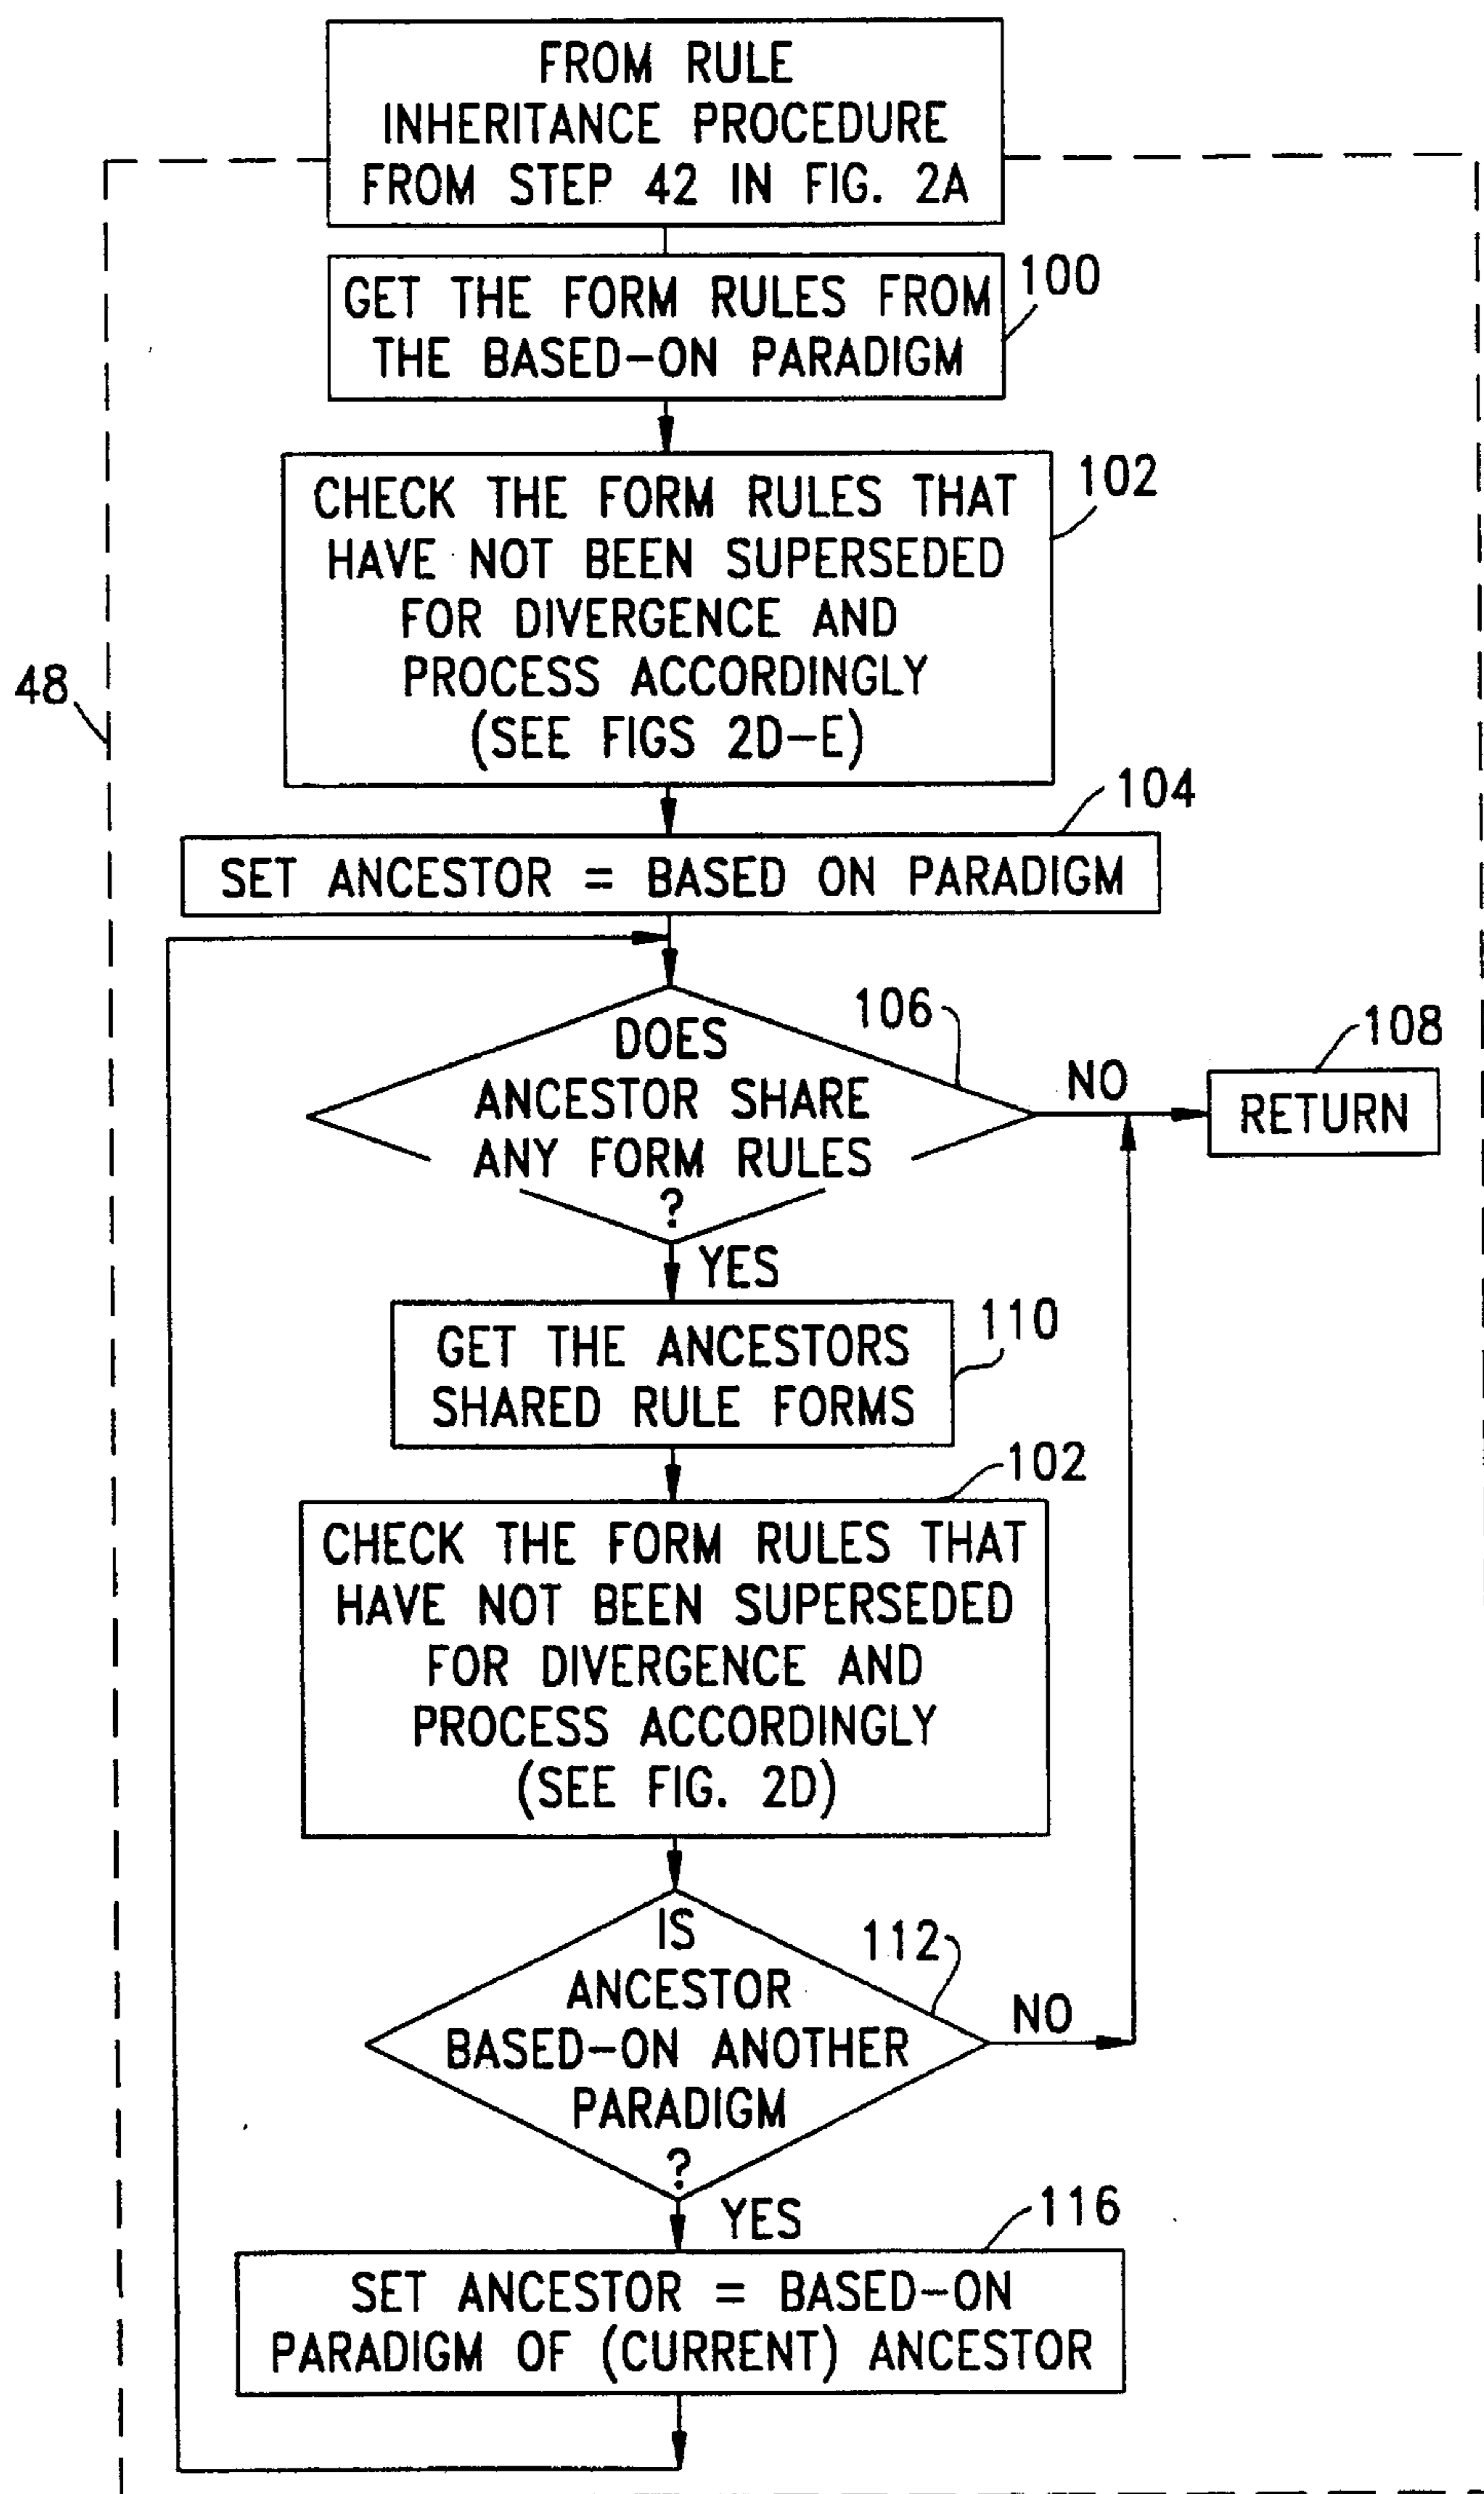 FROM RULE
INHERITANCE PROCEDURE
FROM STEP 42 IN FIG. 2A
100
GET THE FORM RULES FROM
THE BASED-ON PARADIGM
102
CHECK THE FORM RULES THAT
HAVE NOT BEEN SUPERSEDED
FOR DIVERGENCE AND
PROCESS ACCORDINGLY
(SEE FIGS 2D-E)
48
104
SET ANCESTOR = BASED ON PARADIGM
106
DOES
ANCESTOR SHARE
ANY FORM RULES
?
NO
108
RETURN
YES
110
GET THE ANCESTORS
SHARED RULE FORMS
102
CHECK THE FORM RULES THAT
HAVE NOT BEEN SUPERSEDED
FOR DIVERGENCE AND
PROCESS ACCORDINGLY
(SEE FIG. 2D)
112
IS
ANCESTOR
BASED-ON ANOTHER
PARADIGM
?
NO
YES
116
SET ANCESTOR = BASED-ON
PARADIGM OF (CURRENT) ANCESTOR